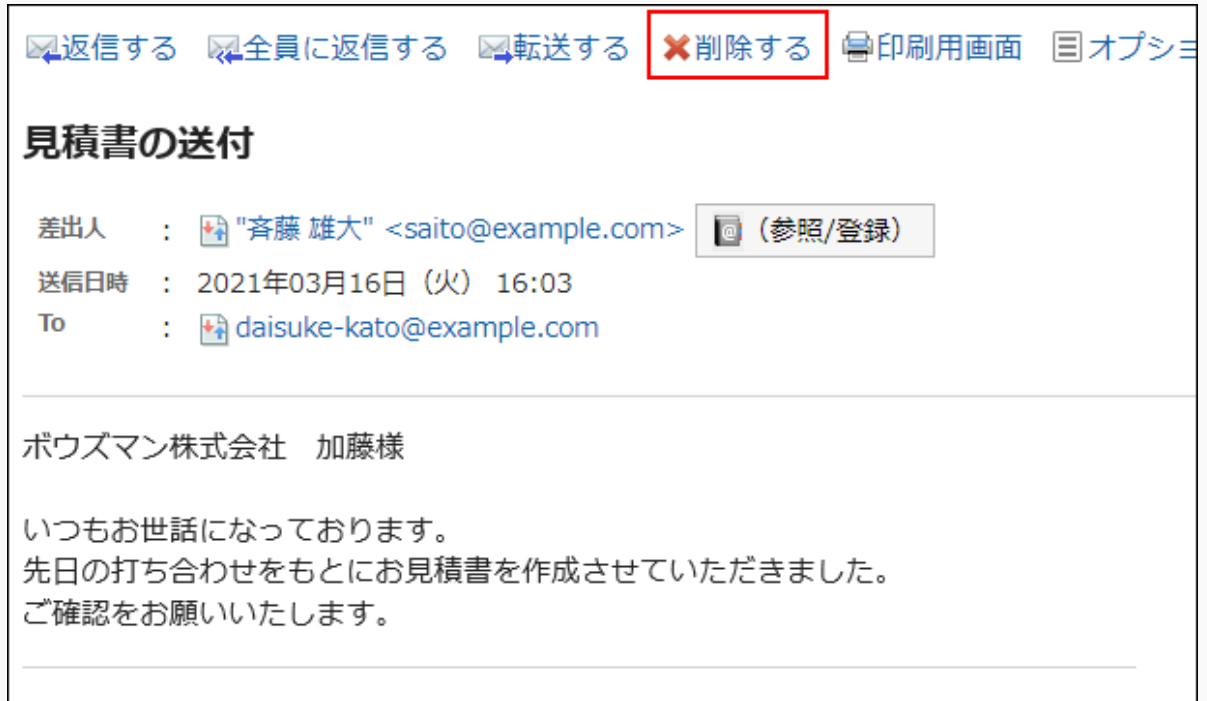 返信する 全員に返信する 転送する 削除する 印刷用画面 オプショ
見積書の送付
差出人 : "斉藤 雄大" <saito@example.com> （参照/登録）
送信日時 : 2021年03月16日（火） 16:03
To : daisuke-kato@example.com
ボウズマン株式会社　加藤様
いつもお世話になっております。
先日の打ち合わせをもとにお見積書を作成させていただきました。
ご確認をお願いいたします。